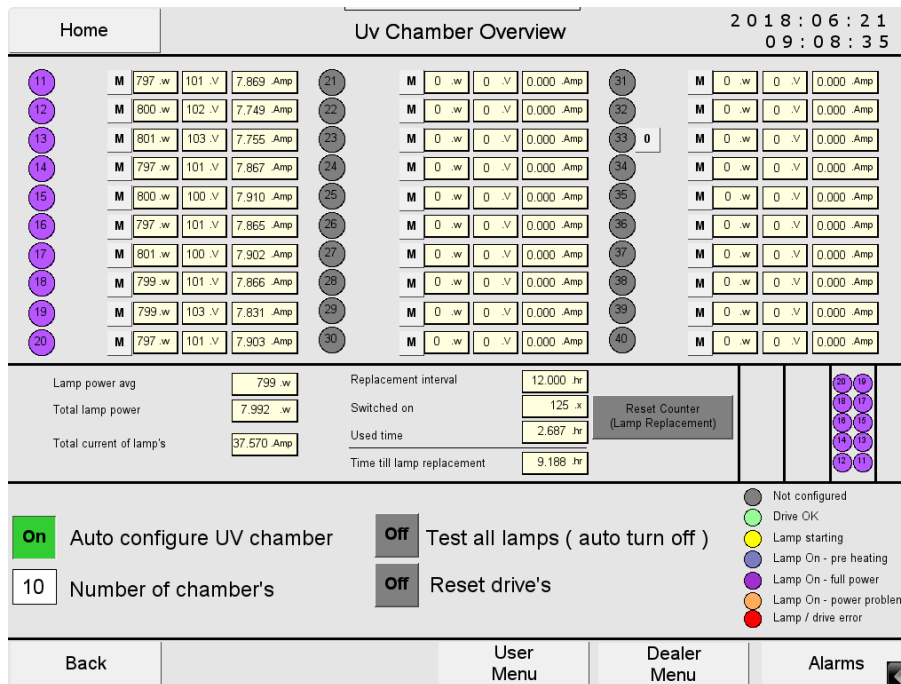 Home
Uv Chamber Overview
2018:06:21
09:08:35
11 M 797 .w 101 .V 7.869 .Amp 21 M 0 .w 0 .V 0.000 .Amp 31 M 0 .w 0 .V 0.000 .Amp
12 M 800 .w 102 .V 7.749 .Amp 22 M 0 .w 0 .V 0.000 .Amp 32 M 0 .w 0 .V 0.000 .Amp
13 M 801 .w 103 .V 7.755 .Amp 23 M 0 .w 0 .V 0.000 .Amp 33 0 M 0 .w 0 .V 0.000 .Amp
14 M 797 .w 101 .V 7.867 .Amp 24 M 0 .w 0 .V 0.000 .Amp 34 M 0 .w 0 .V 0.000 .Amp
15 M 800 .w 100 .V 7.910 .Amp 25 M 0 .w 0 .V 0.000 .Amp 35 M 0 .w 0 .V 0.000 .Amp
16 M 797 .w 101 .V 7.865 .Amp 26 M 0 .w 0 .V 0.000 .Amp 36 M 0 .w 0 .V 0.000 .Amp
17 M 801 .w 100 .V 7.902 .Amp 27 M 0 .w 0 .V 0.000 .Amp 37 M 0 .w 0 .V 0.000 .Amp
18 M 799 .w 101 .V 7.866 .Amp 28 M 0 .w 0 .V 0.000 .Amp 38 M 0 .w 0 .V 0.000 .Amp
19 M 799 .w 103 .V 7.831 .Amp 29 M 0 .w 0 .V 0.000 .Amp 39 M 0 .w 0 .V 0.000 .Amp
20 M 797 .w 101 .V 7.903 .Amp 30 M 0 .w 0 .V 0.000 .Amp 40 M 0 .w 0 .V 0.000 .Amp
Lamp power avg 799 .w
Total lamp power 7.992 .w
Total current of lamp's 37.570 .Amp
Replacement interval 12.000 .hr
Switched on 125 .x
Used time 2.687 .hr
Time till lamp replacement 9.188 .hr
Reset Counter
(Lamp Replacement)
20 19
18 17
16 15
14 13
12 11
On Auto configure UV chamber
10 Number of chamber's
Off Test all lamps ( auto turn off )
Off Reset drive's
Not configured
Drive OK
Lamp starting
Lamp On - pre heating
Lamp On - full power
Lamp On - power problem
Lamp / drive error
Back
User
Menu
Dealer
Menu
Alarms